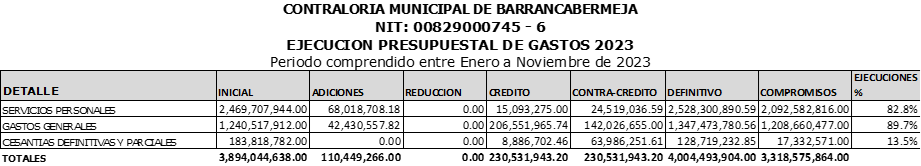 CONTRALORIA MUNICIPAL DE BARRANCABERMEJA
NIT: 00829000745 - 6
EJECUCION PRESUPUESTAL DE GASTOS 2023
Periodo comprendido entre Enero a Noviembre de 2023
DETALLE INICIAL ADICIONES REDUCCION CREDITO CONTRA-CREDITO DEFINITIVO COMPROMISOS EJECUCIONES %
SERVICIOS PERSONALES 2,469,707,944.00 68,018,708.18 0.00 15,093,275.00 24,519,036.59 2,528,300,890.59 2,092,582,816.00 82.8%
GASTOS GENERALES 1,240,517,912.00 42,430,557.82 0.00 206,551,965.74 142,026,655.00 1,347,473,780.56 1,208,660,477.00 89.7%
CESANTIAS DEFINITIVAS Y PARCIALES 183,818,782.00 0.00 0.00 8,886,702.46 63,986,251.61 128,719,232.85 17,332,571.00 13.5%
TOTALES 3,894,044,638.00 110,449,266.00 0.00 230,531,943.20 230,531,943.20 4,004,493,904.00 3,318,575,864.00